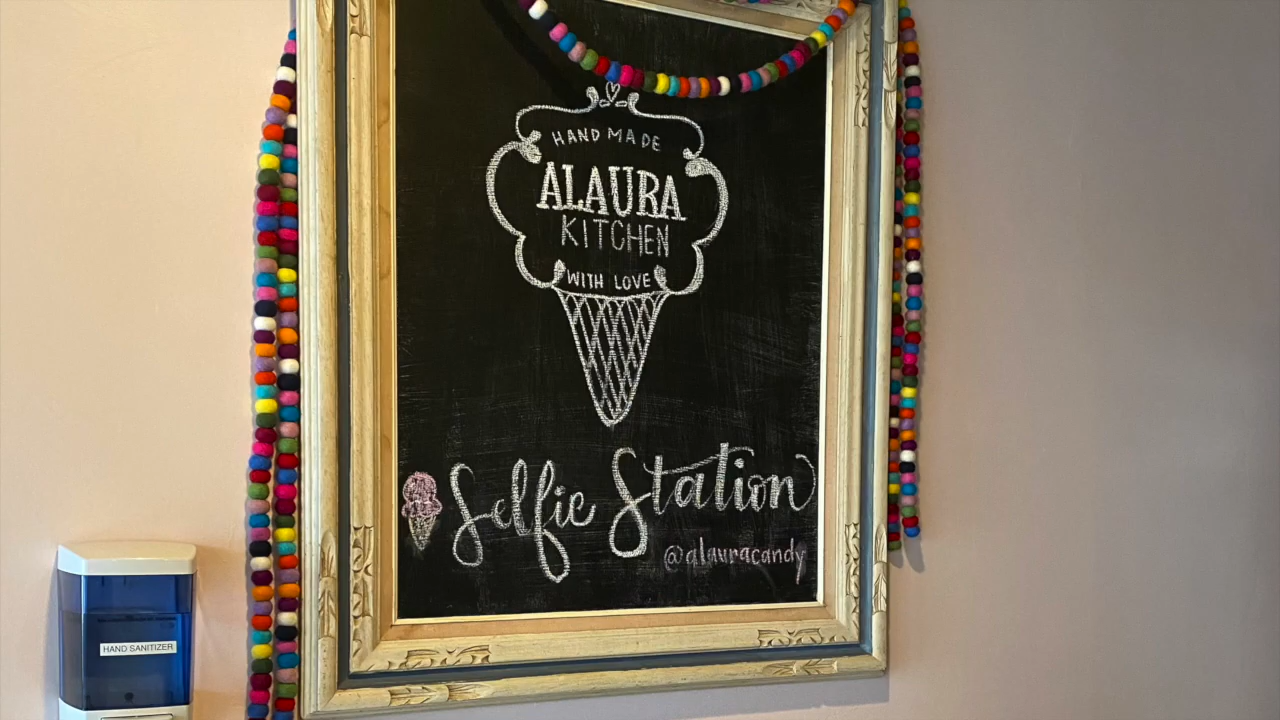 HAND MADE
ALAURA
KITCHEN
WITH LOVE
Selfie Station
@alauracandy
HAND SANITIZER